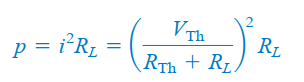 p = i²R_L = (V_Th / (R_Th + R_L))² R_L